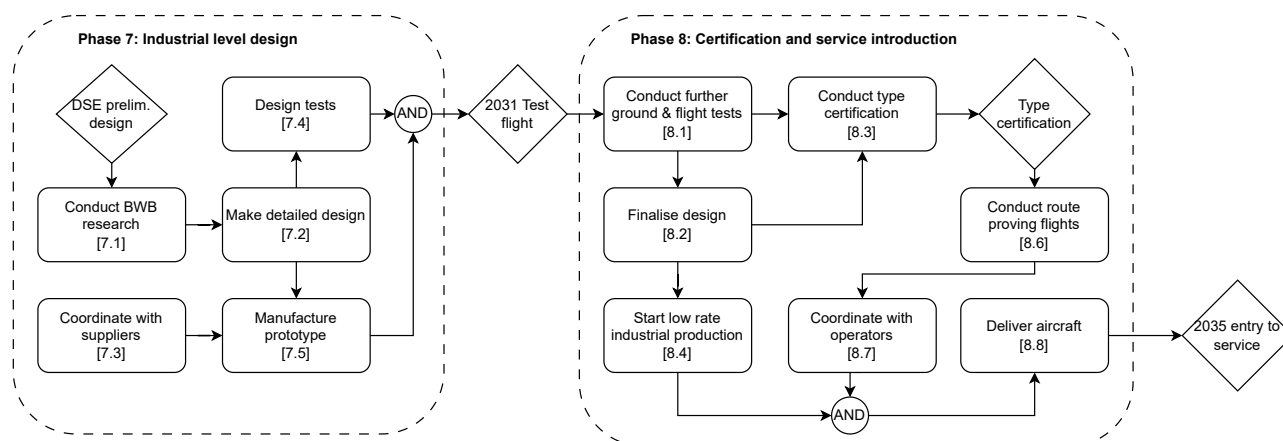 Phase 7: Industrial level design
DSE prelim.
design
Design tests
[7.4]
AND
2031 Test
flight
Conduct BWB
research
[7.1]
Make detailed design
[7.2]
Coordinate with
suppliers
[7.3]
Manufacture
prototype
[7.5]
Phase 8: Certification and service introduction
Conduct further
ground & flight tests
[8.1]
Conduct type
certification
[8.3]
Type
certification
Finalise design
[8.2]
Conduct route
proving flights
[8.6]
Start low rate
industrial production
[8.4]
Coordinate with
operators
[8.7]
Deliver aircraft
[8.8]
2035 entry to
service
AND